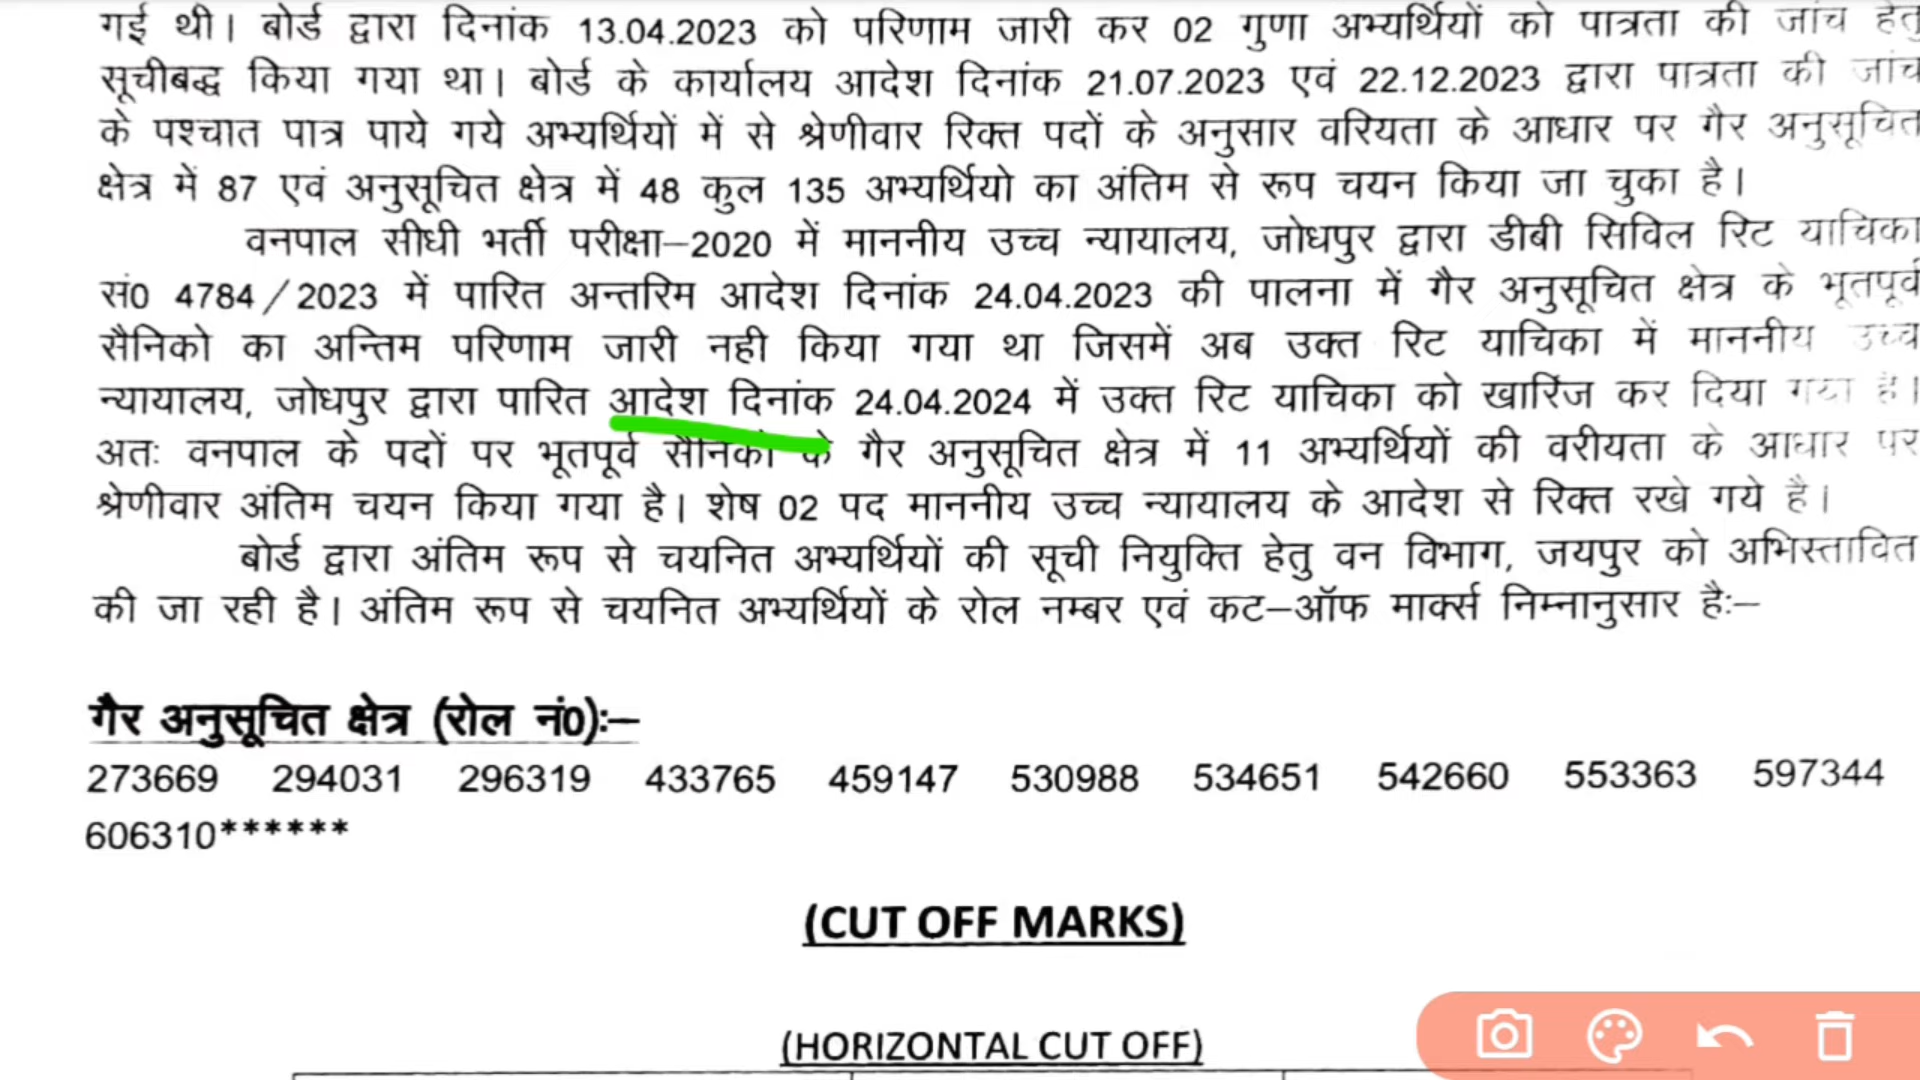 गई थी। बोर्ड द्वारा दिनांक 13.04.2023 को परिणाम जारी कर 02 गुणा अभ्यर्थियों को पात्रता की जांच हेतु
सूचीबद्ध किया गया था। बोर्ड के कार्यालय आदेश दिनांक 21.07.2023 एवं 22.12.2023 द्वारा पात्रता की जांच
के पश्चात पात्र पाये गये अभ्यर्थियों में से श्रेणीवार रिक्त पदों के अनुसार वरियता के आधार पर गैर अनुसूचित
क्षेत्र में 87 एवं अनुसूचित क्षेत्र में 48 कुल 135 अभ्यर्थियो का अंतिम से रूप चयन किया जा चुका है।
वनपाल सीधी भर्ती परीक्षा–2020 में माननीय उच्च न्यायालय, जोधपुर द्वारा डीबी सिविल रिट याचिका
सं0 4784/2023 में पारित अन्तरिम आदेश दिनांक 24.04.2023 की पालना में गैर अनुसूचित क्षेत्र के भूतपूर्व
सैनिको का अन्तिम परिणाम जारी नही किया गया था जिसमें अब उक्त रिट याचिका में माननीय उच्च
न्यायालय, जोधपुर द्वारा पारित आदेश दिनांक 24.04.2024 में उक्त रिट याचिका को खारिज कर दिया गया है।
अतः वनपाल के पदों पर भूतपूर्व सैनिको के गैर अनुसूचित क्षेत्र में 11 अभ्यर्थियों की वरीयता के आधार पर
श्रेणीवार अंतिम चयन किया गया है। शेष 02 पद माननीय उच्च न्यायालय के आदेश से रिक्त रखे गये है।
बोर्ड द्वारा अंतिम रूप से चयनित अभ्यर्थियों की सूची नियुक्ति हेतु वन विभाग, जयपुर को अभिस्तावित
की जा रही है। अंतिम रूप से चयनित अभ्यर्थियों के रोल नम्बर एवं कट–ऑफ मार्क्स निम्नानुसार है:–
गैर अनुसूचित क्षेत्र (रोल नं0):–
273669 294031 296319 433765 459147 530988 534651 542660 553363 597344
606310******
(CUT OFF MARKS)
(HORIZONTAL CUT OFF)